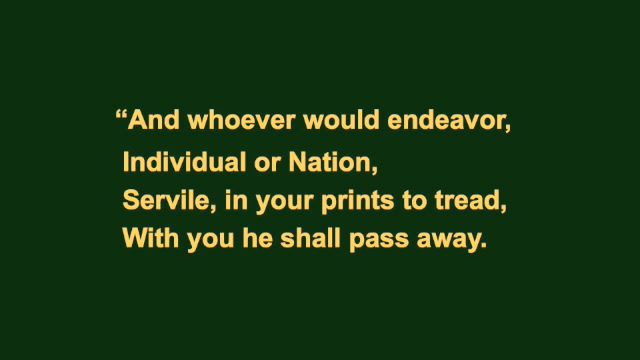 “And whoever would endeavor,
Individual or Nation,
Servile, in your prints to tread,
With you he shall pass away.